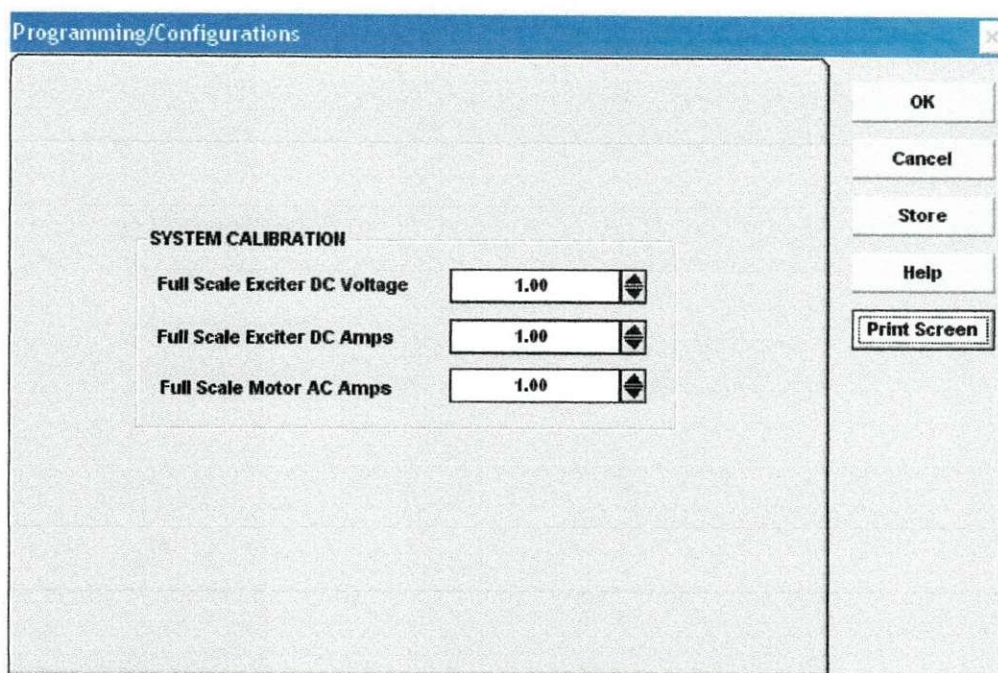 Programming/Configurations
SYSTEM CALIBRATION
Full Scale Exciter DC Voltage 1.00
Full Scale Exciter DC Amps 1.00
Full Scale Motor AC Amps 1.00
OK
Cancel
Store
Help
Print Screen